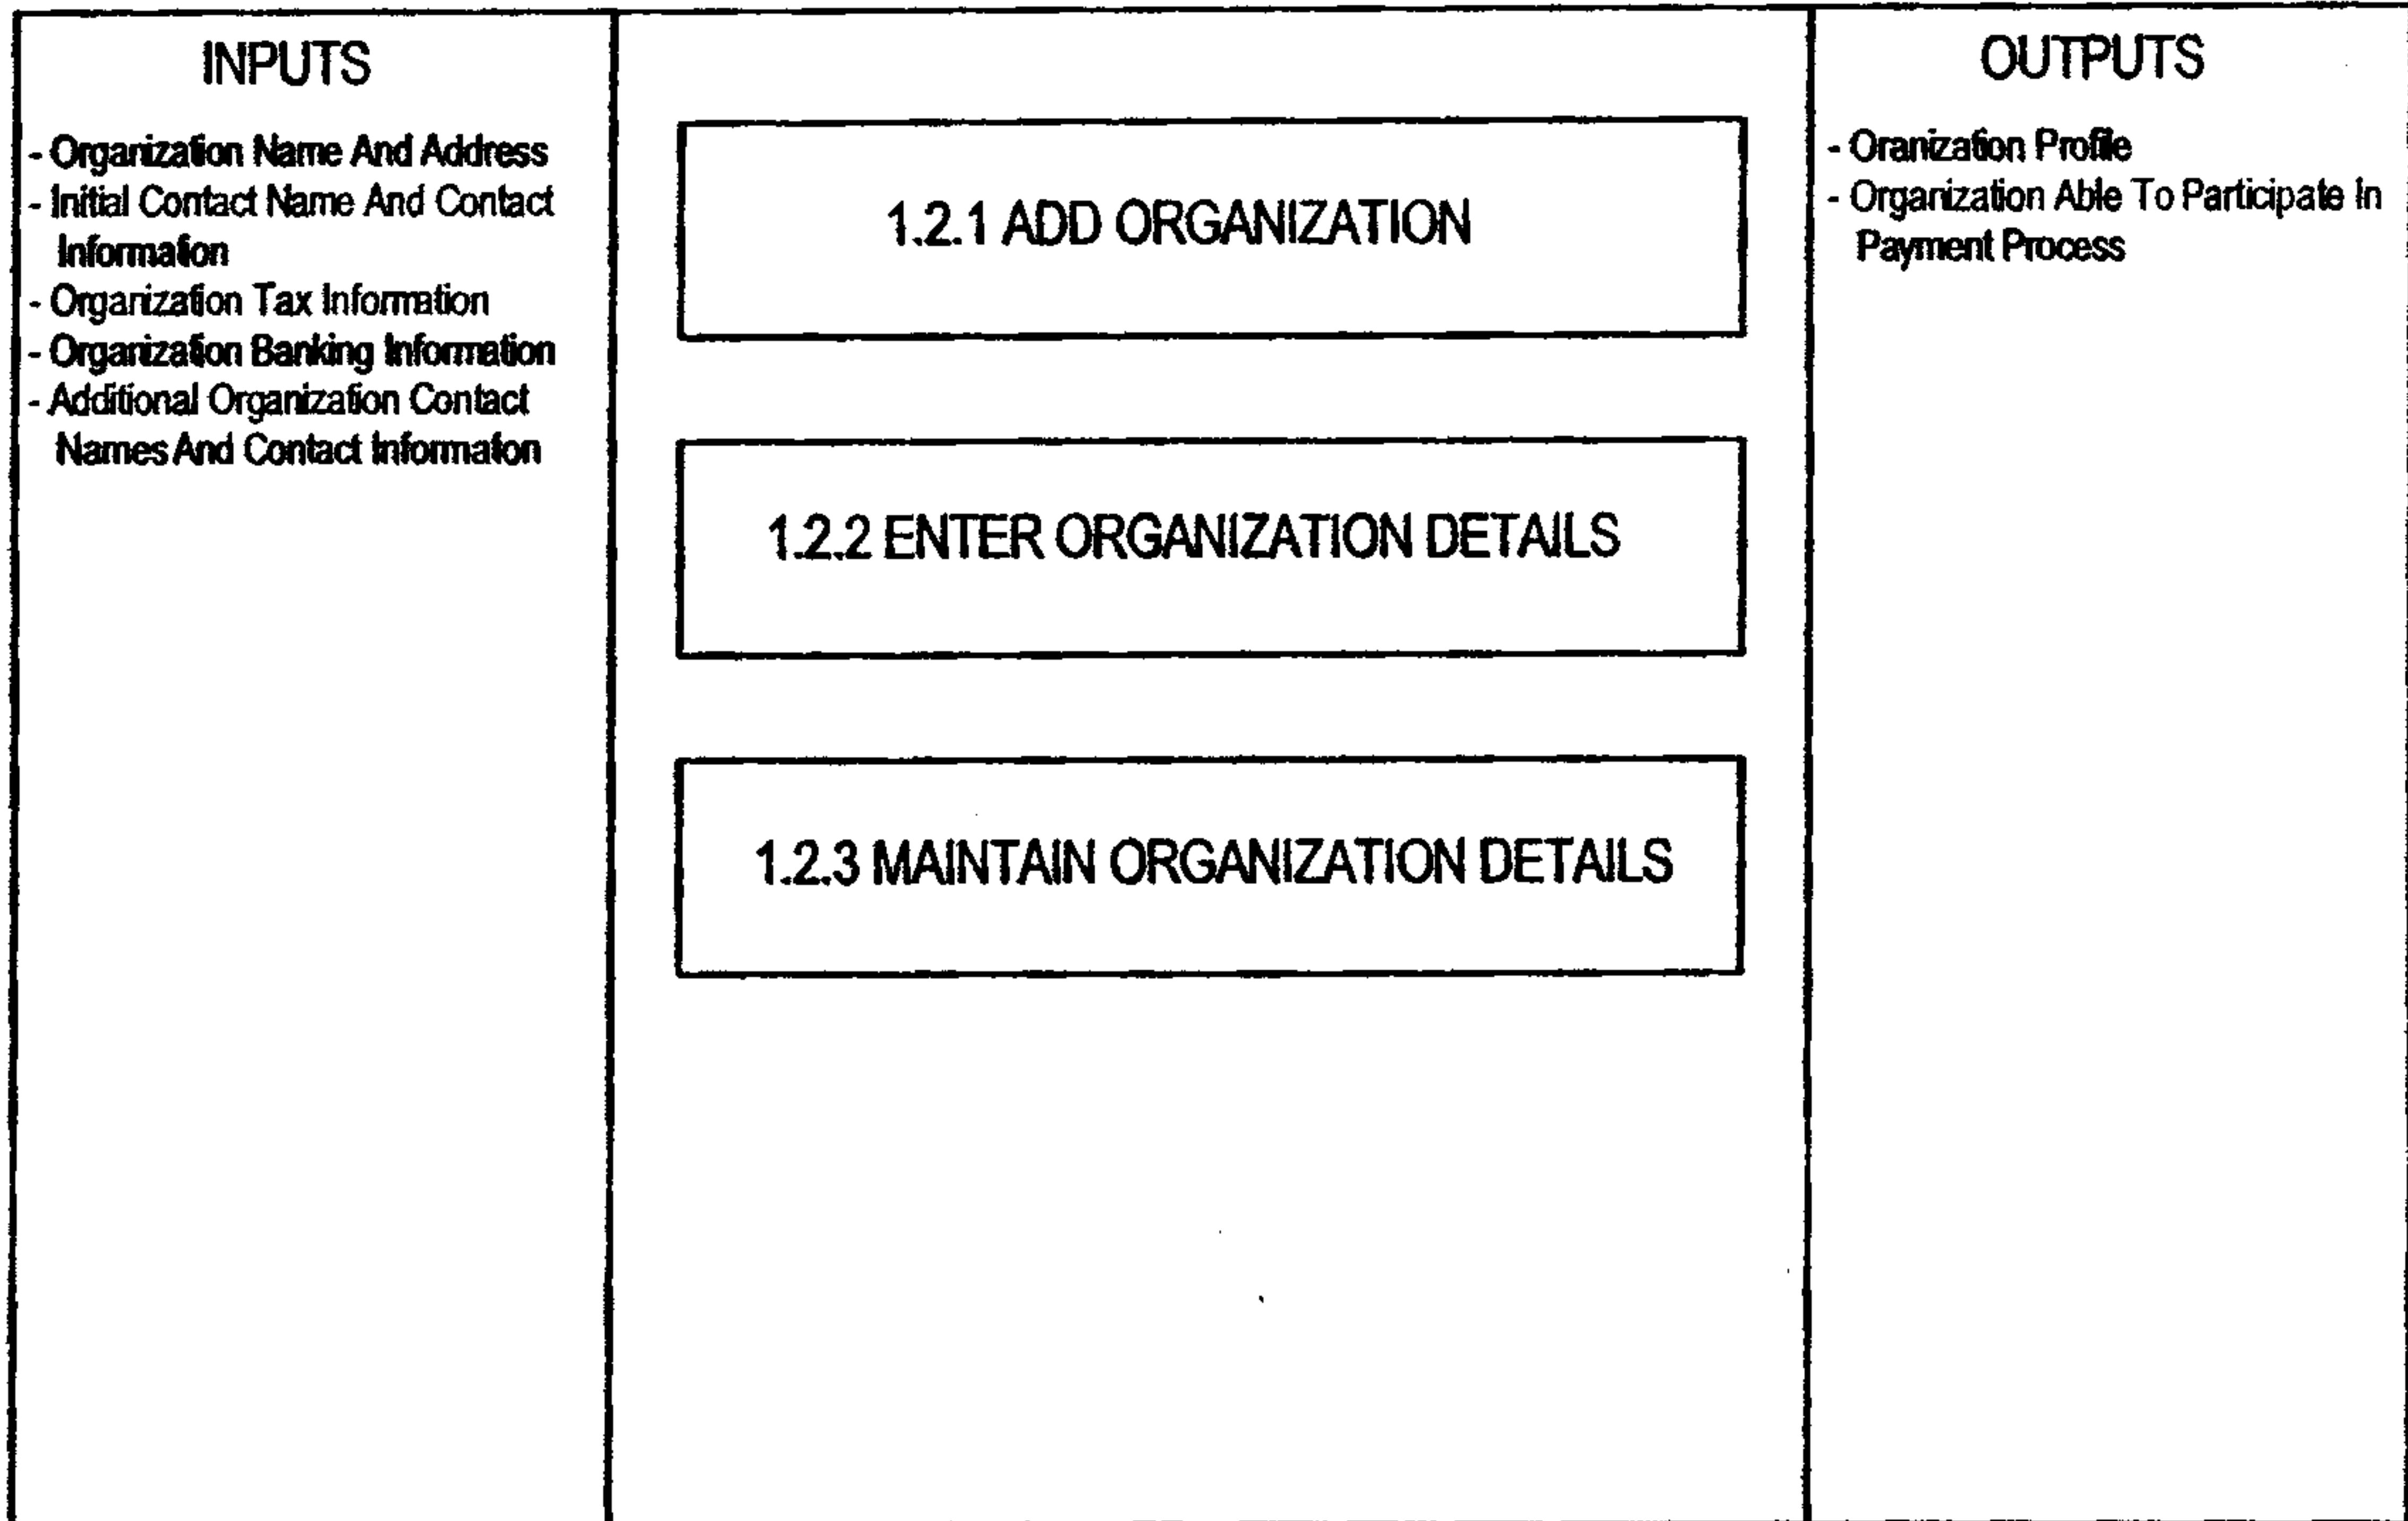 INPUTS
- Organization Name And Address
- Initial Contact Name And Contact
Information
- Organization Tax Information
- Organization Banking Information
- Additional Organization Contact
Names And Contact Informaton
1.2.1 ADD ORGANIZATION
1.2.2 ENTER ORGANIZATION DETAILS
1.2.3 MAINTAIN ORGANIZATION DETAILS
OUTPUTS
- Oranization Profile
- Organization Able To Participate In
Payment Process